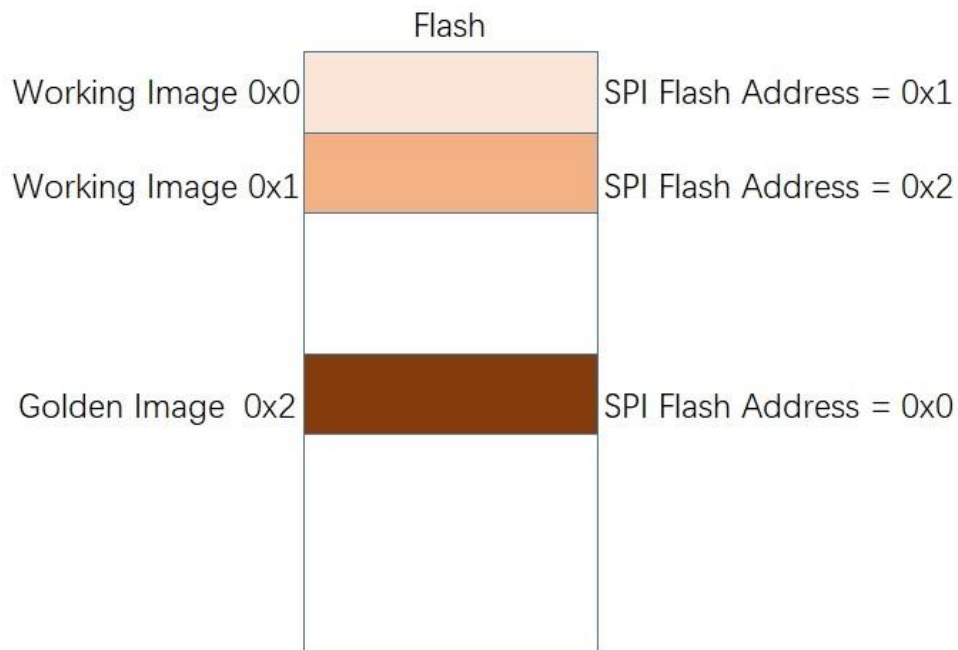 Flash
Working Image 0x0
SPI Flash Address = 0x1
Working Image 0x1
SPI Flash Address = 0x2
Golden Image 0x2
SPI Flash Address = 0x0